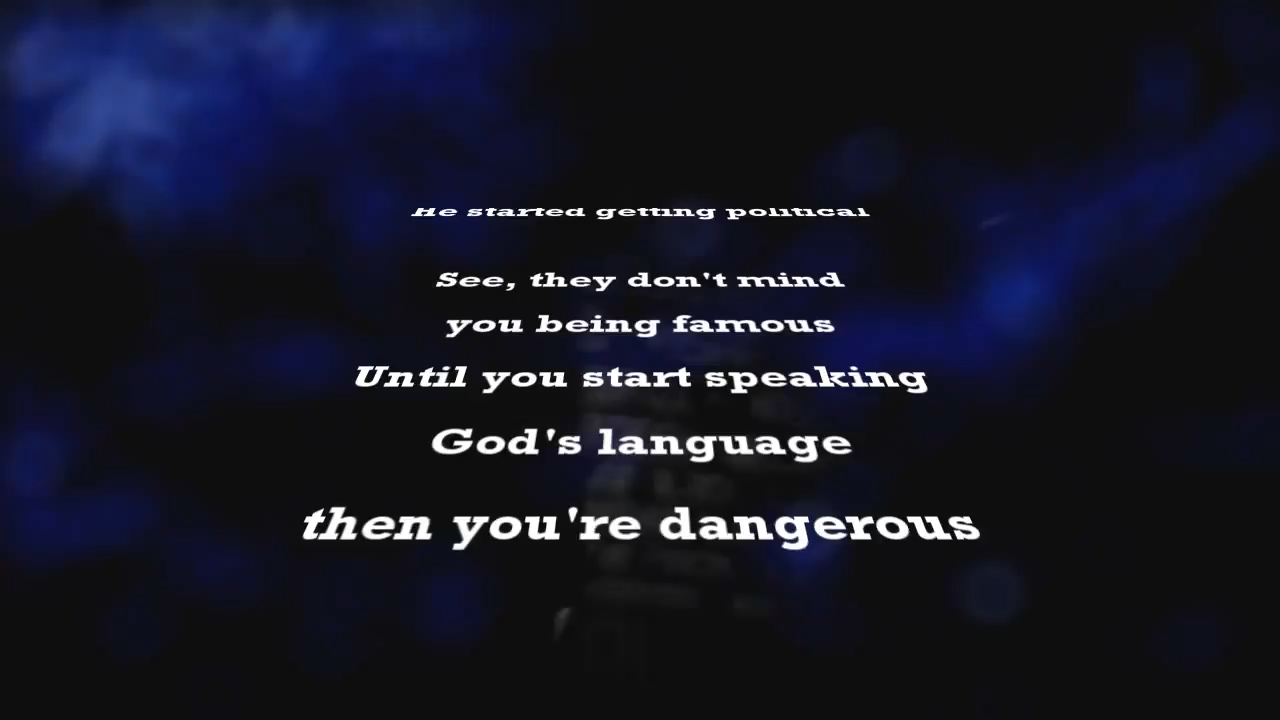 He started getting political
See, they don't mind
you being famous
Until you start speaking
God's language
then you're dangerous